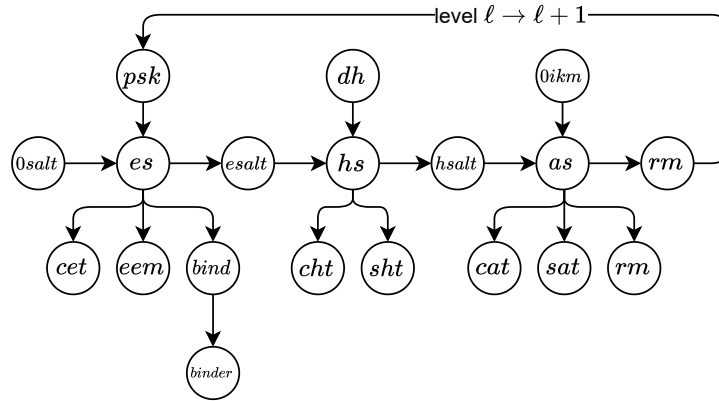 level ℓ → ℓ + 1
psk dh 0ikm
0salt es esalt hs hsalt as rm
cet eem bind cht sht cat sat rm
binder